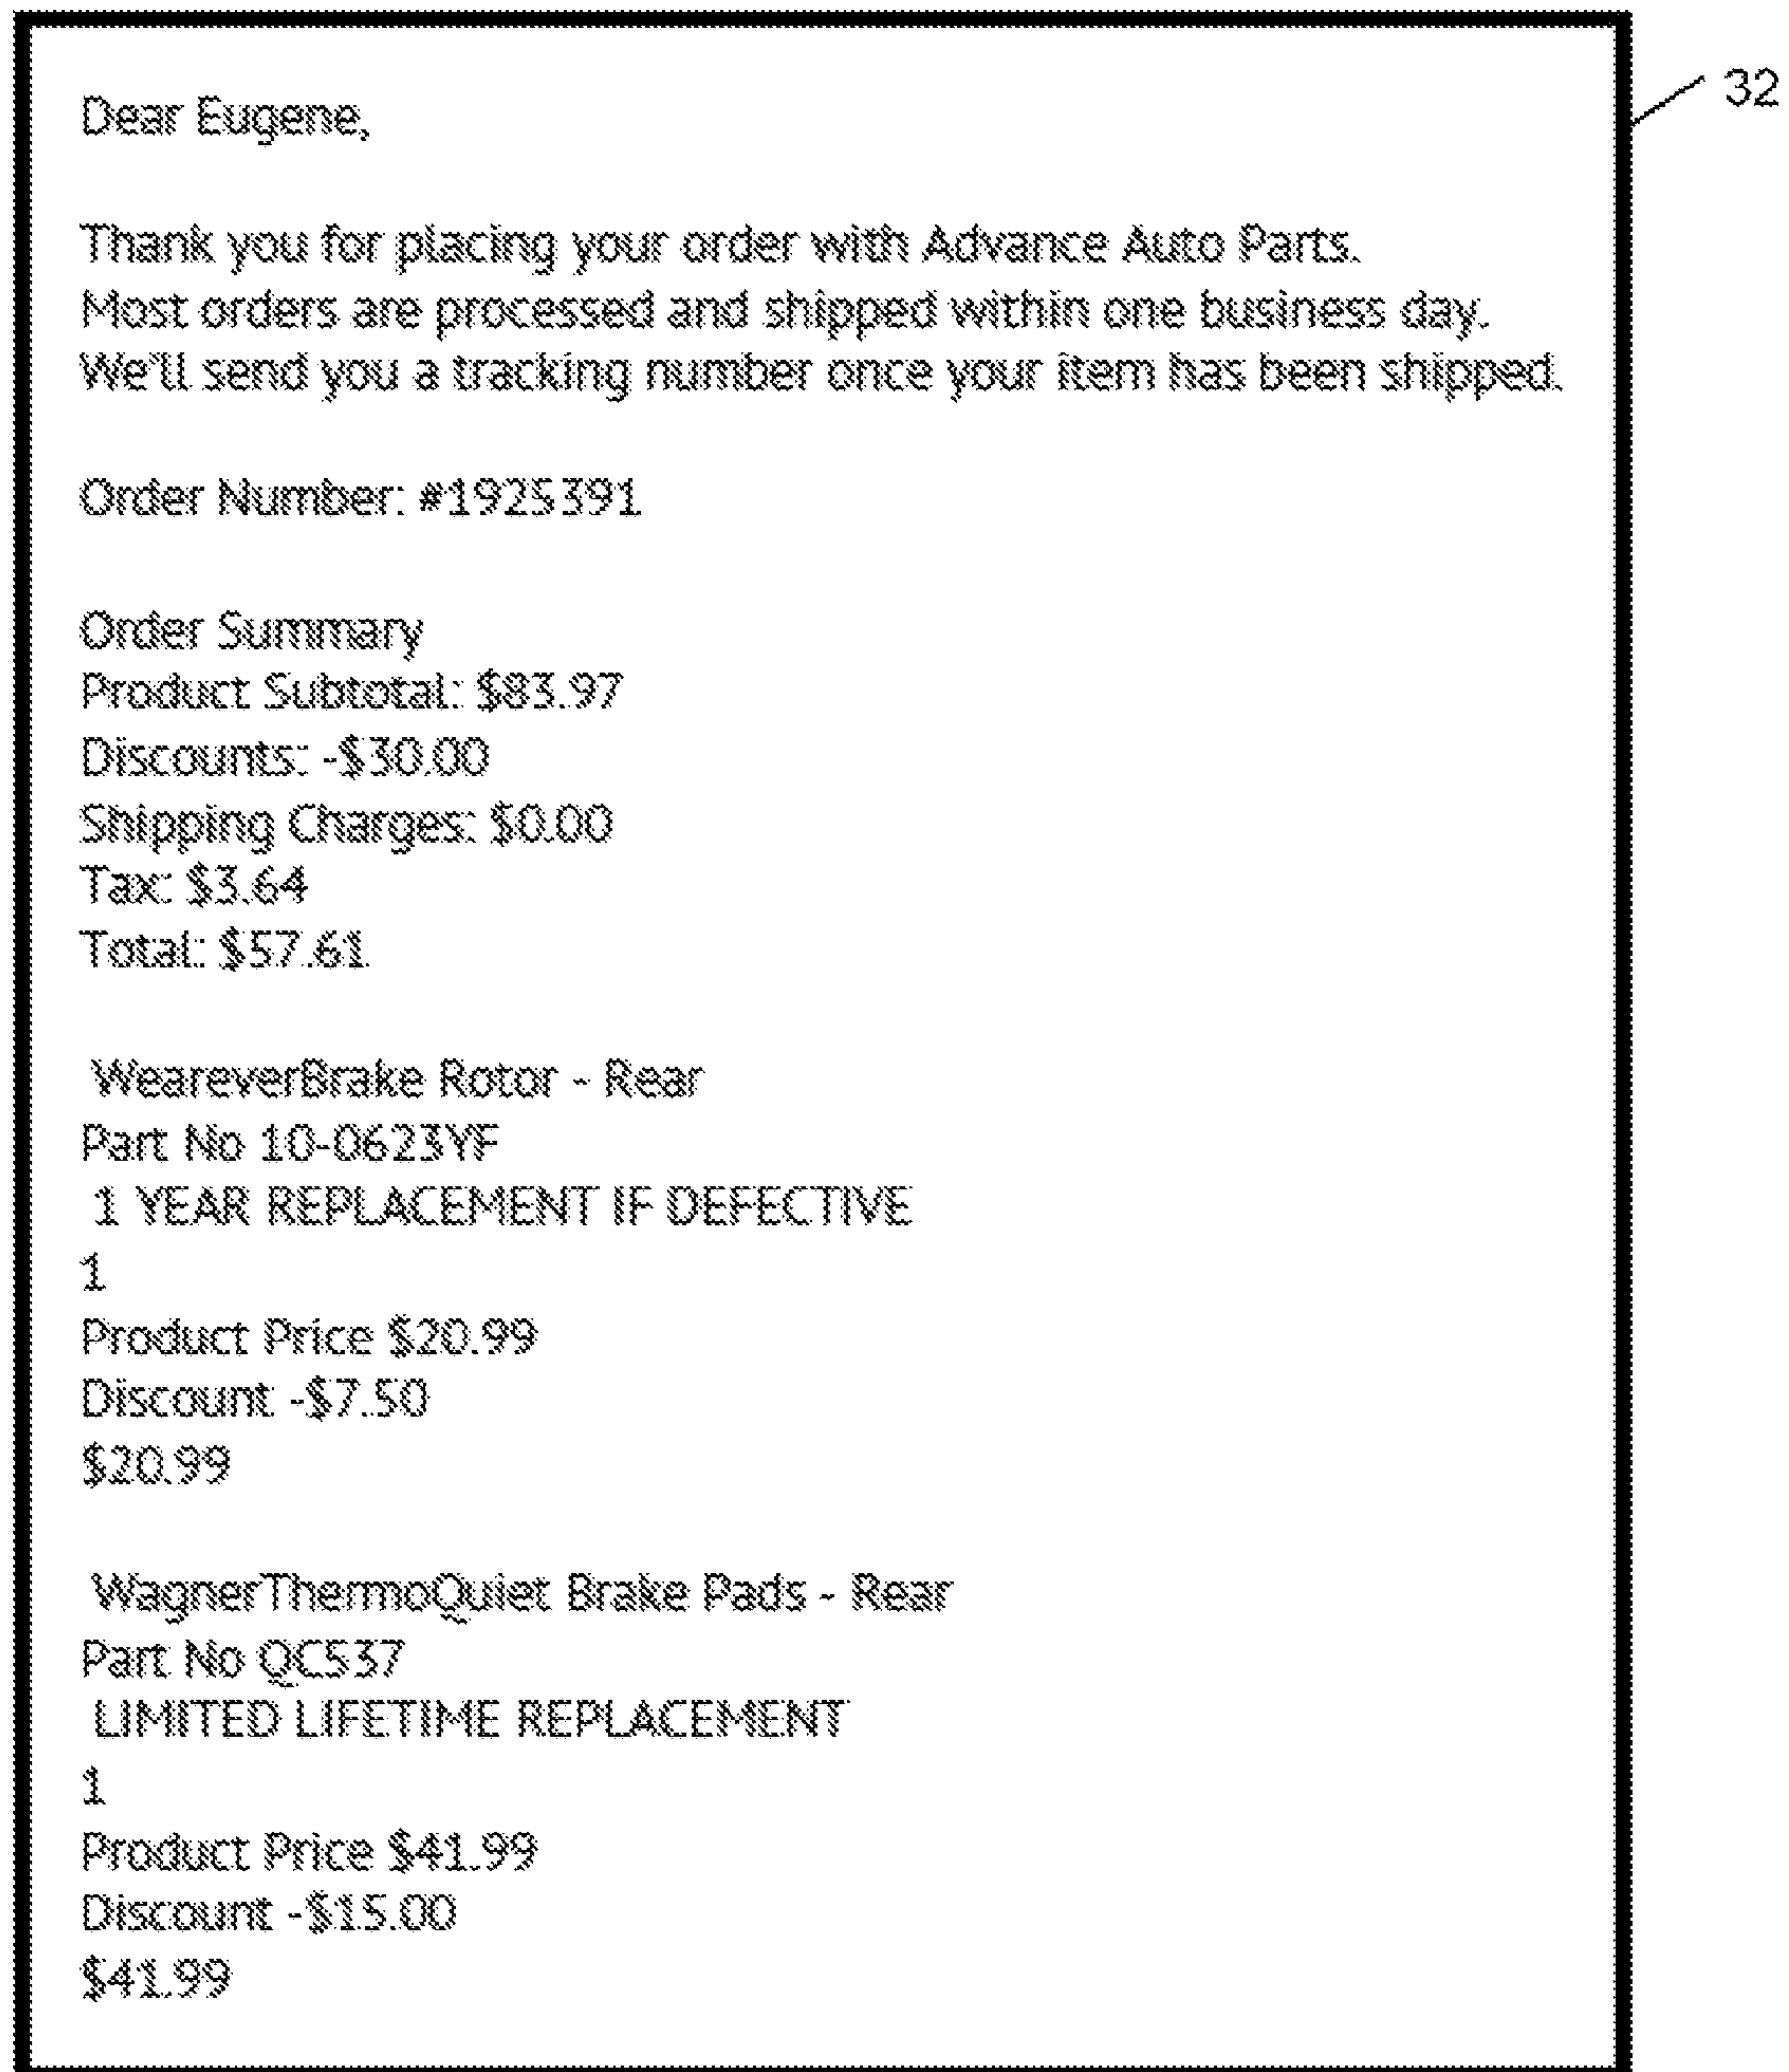 32
Dear Eugene,
Thank you for placing your order with Advance Auto Parts.
Most orders are processed and shipped within one business day.
We'll send you a tracking number once your item has been shipped.
Order Number: #1925391
Order Summary
Product Subtotal: $83.97
Discounts: -$30.00
Shipping Charges: $0.00
Tax: $3.64
Total: $57.61
WeareverBrake Rotor - Rear
Part No 10-0623YF
1 YEAR REPLACEMENT IF DEFECTIVE
1
Product Price $20.99
Discount -$7.50
$20.99
WagnerThermoQuiet Brake Pads - Rear
Part No QC537
LIMITED LIFETIME REPLACEMENT
1
Product Price $41.99
Discount -$15.00
$41.99